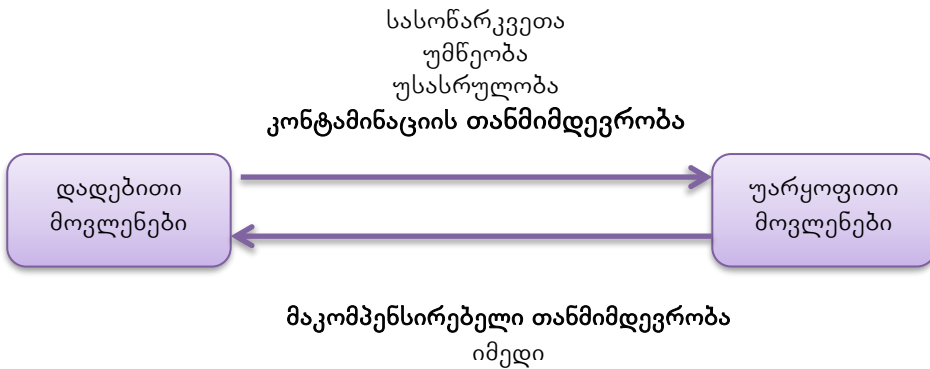 სასოწარკვეთა
უმწეობა
უსასრულობა
კონტამინაციის თანმიმდევრობა
დადებითი
მოვლენები
უარყოფითი
მოვლენები
მაკომპენსირებელი თანმიმდევრობა
იმედი